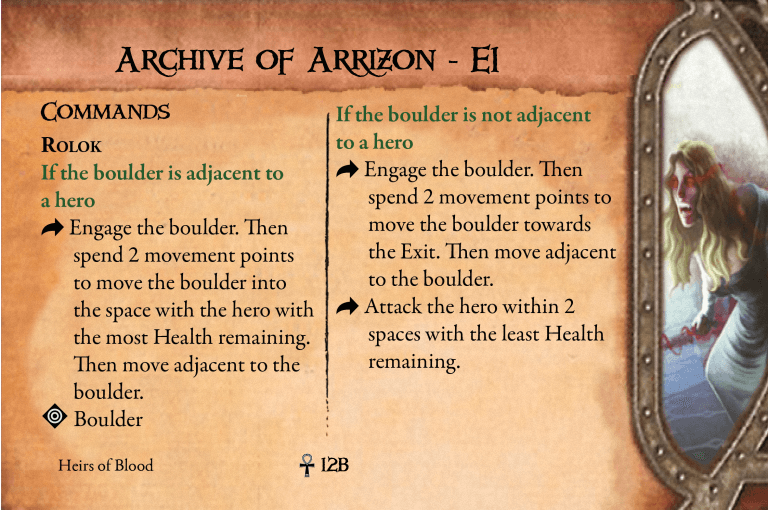 Archive of Arrizon - E1
Commands
Rolok
If the boulder is adjacent to
a hero
Engage the boulder. Then
spend 2 movement points
to move the boulder into
the space with the hero with
the most Health remaining.
Then move adjacent to the
boulder.
Boulder
If the boulder is not adjacent
to a hero
Engage the boulder. Then
spend 2 movement points to
move the boulder towards
the Exit. Then move adjacent
to the boulder.
Attack the hero within 2
spaces with the least Health
remaining.
Heirs of Blood
12B